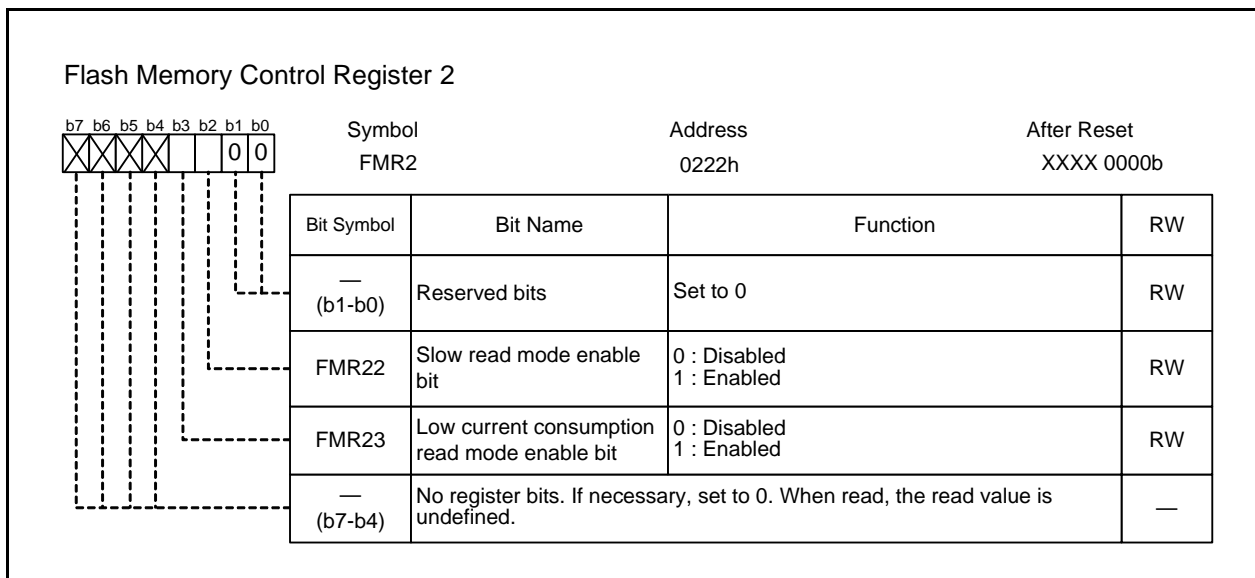 Flash Memory Control Register 2
b7 b6 b5 b4 b3 b2 b1 b0
0 0
Symbol Address After Reset
FMR2 0222h XXXX 0000b
Bit Symbol Bit Name Function RW
—
(b1-b0)
Reserved bits
Set to 0
RW
FMR22
Slow read mode enable
bit
0 : Disabled
1 : Enabled
RW
FMR23
Low current consumption
read mode enable bit
0 : Disabled
1 : Enabled
RW
—
(b7-b4)
No register bits. If necessary, set to 0. When read, the read value is
undefined.
—